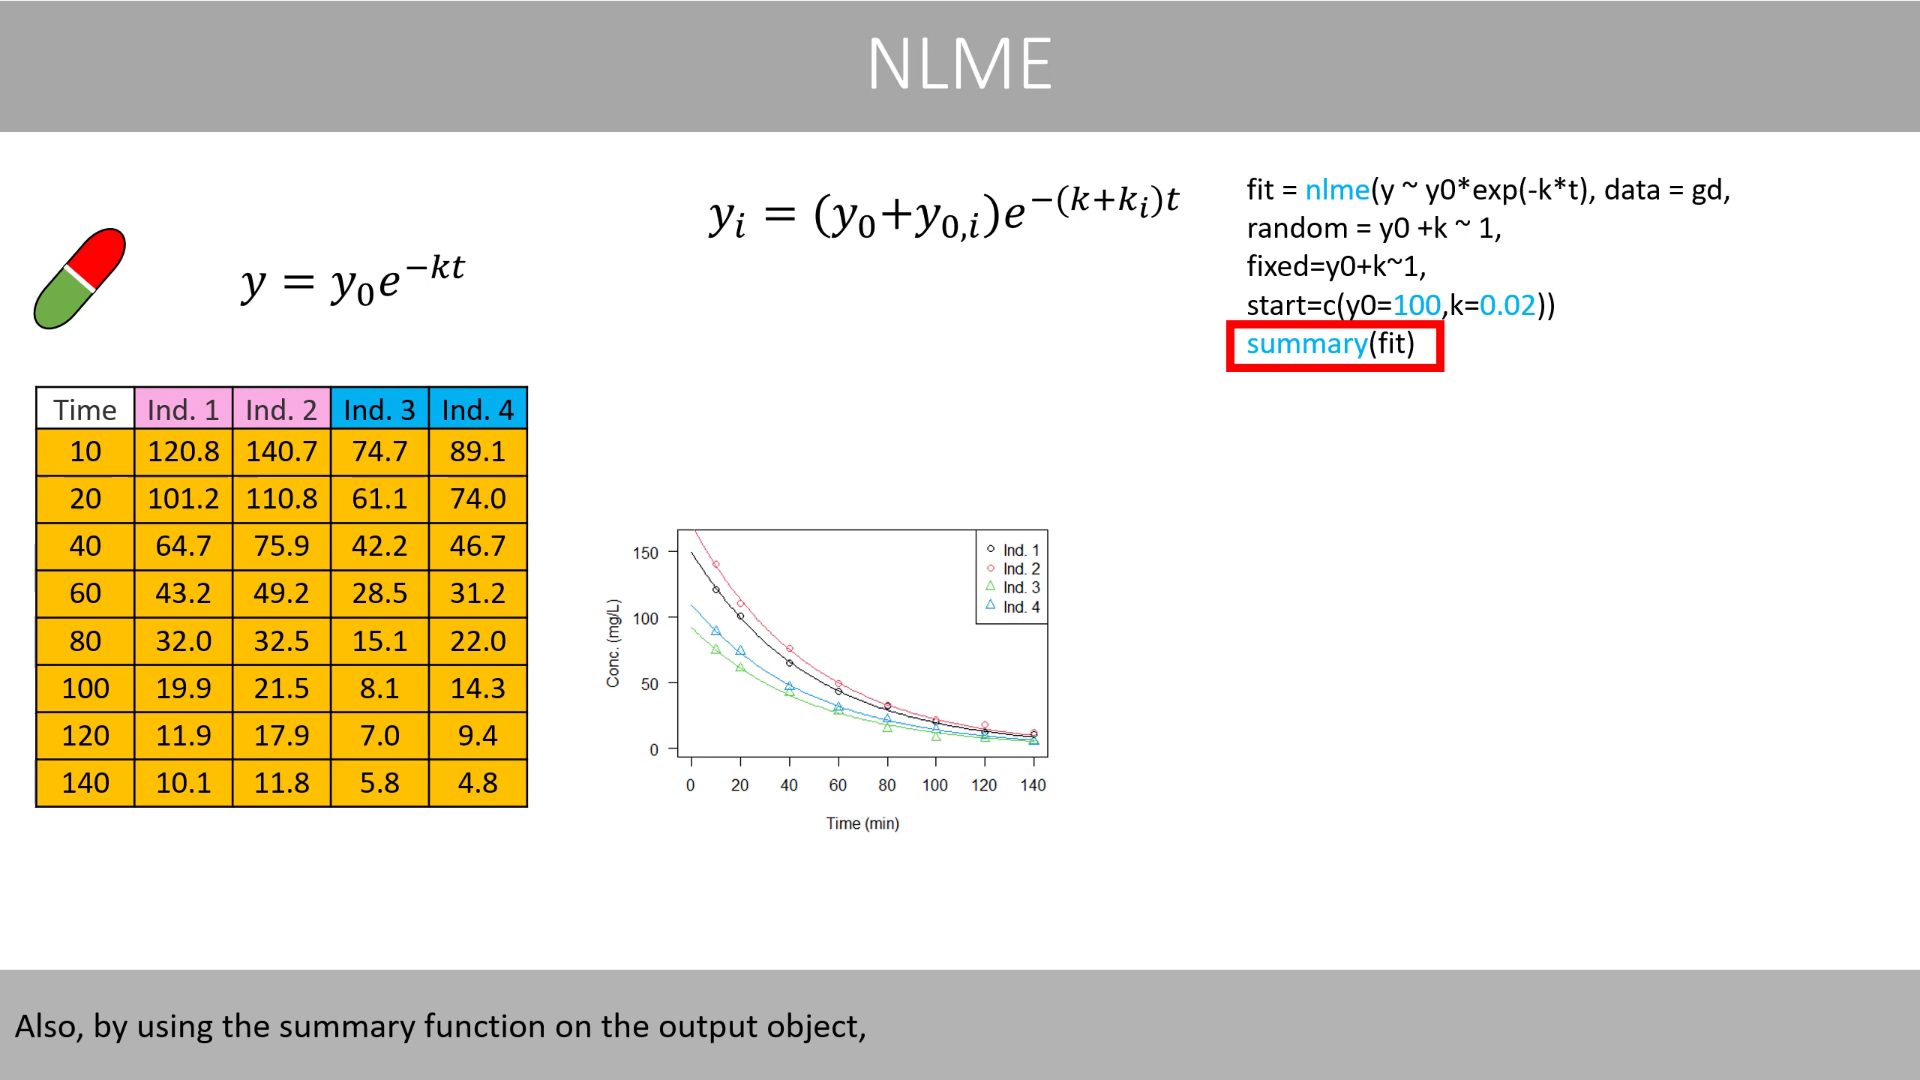 NLME
y = y₀e^(−kt)
yᵢ = (y₀+y₀,ᵢ)e^(−(k+kᵢ)t)
fit = nlme(y ~ y0*exp(-k*t), data = gd,
random = y0 +k ~ 1,
fixed=y0+k~1,
start=c(y0=100,k=0.02))
summary(fit)
Time Ind. 1 Ind. 2 Ind. 3 Ind. 4
10 120.8 140.7 74.7 89.1
20 101.2 110.8 61.1 74.0
40 64.7 75.9 42.2 46.7
60 43.2 49.2 28.5 31.2
80 32.0 32.5 15.1 22.0
100 19.9 21.5 8.1 14.3
120 11.9 17.9 7.0 9.4
140 10.1 11.8 5.8 4.8
Ind. 1
Ind. 2
Ind. 3
Ind. 4
150
100
50
0
Conc. (mg/L)
0 20 40 60 80 100 120 140
Time (min)
Also, by using the summary function on the output object,